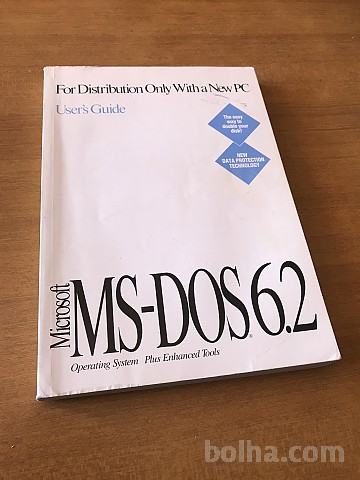 For Distribution Only With a New PC
User's Guide
The easy
way to
double your
disk!
NEW
DATA PROTECTION
TECHNOLOGY
Microsoft
MS-DOS® 6.2
Operating System Plus Enhanced Tools
bolha.com